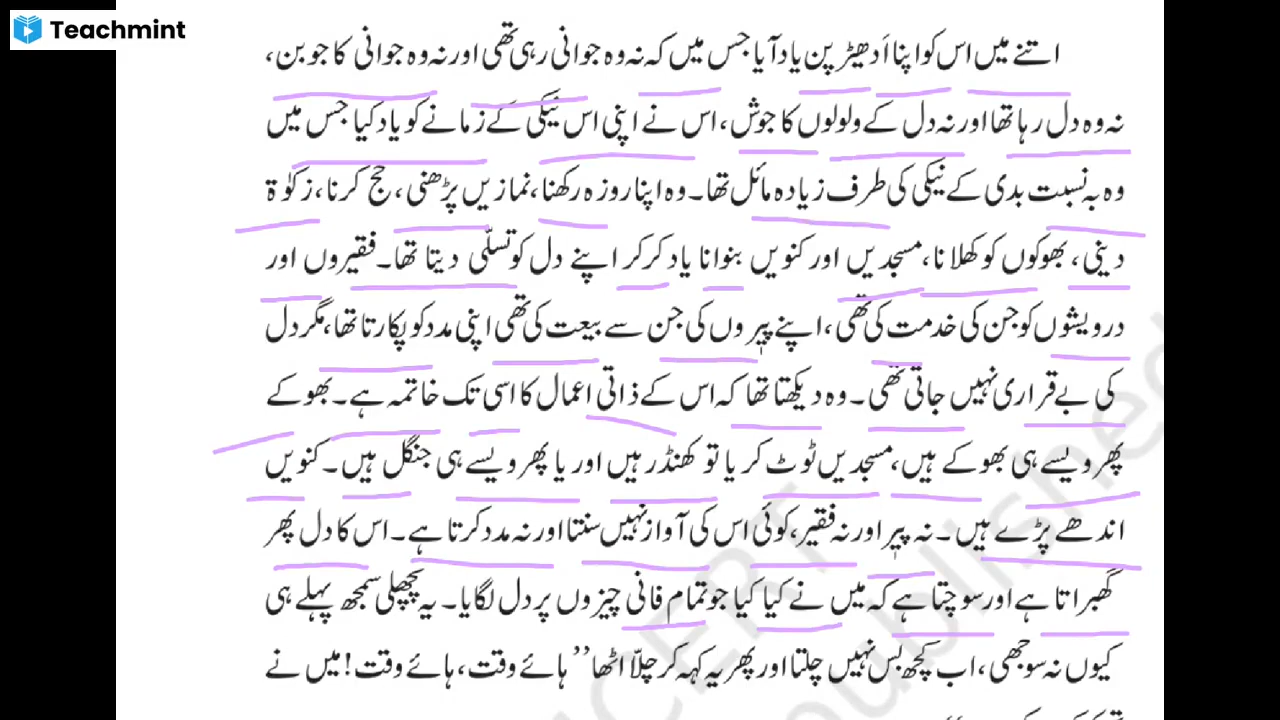 Teachmint
اتنے میں اس کو اپنا اَدھیڑ پن یاد آیا جس میں کہ نہ وہ جوانی رہی تھی اور نہ وہ جوانی کا جوبن،
نہ وہ دل رہا تھا اور نہ دل کے ولولوں کا جوش، اس نے اپنی اس نیکی کے زمانے کو یاد کیا جس میں
وہ بہ نسبت بدی کے نیکی کی طرف زیادہ مائل تھا۔ وہ اپنا روزہ رکھنا، نمازیں پڑھنی، حج کرنا، زکوٰۃ
دینی، بھوکوں کو کھلانا، مسجدیں اور کنویں بنوانا یاد کر کر اپنے دل کو تسلّی دیتا تھا۔ فقیروں اور
درویشوں کو جن کی خدمت کی تھی، اپنے پیروں کی جن سے بیعت کی تھی اپنی مدد کو پکارتا تھا، مگر دل
کی بے قراری نہیں جاتی تھی۔ وہ دیکھتا تھا کہ اس کے ذاتی اعمال کا اسی تک خاتمہ ہے۔ بھوکے
پھر ویسے ہی بھوکے ہیں، مسجدیں ٹوٹ کر یا تو کھنڈر ہیں اور یا پھر ویسے ہی جنگل ہیں۔ کنویں
اندھے پڑے ہیں۔ نہ پیر اور نہ فقیر، کوئی اس کی آواز نہیں سنتا اور نہ مدد کرتا ہے۔ اس کا دل پھر
گھبراتا ہے اور سوچتا ہے کہ میں نے کیا کیا جو تمام فانی چیزوں پر دل لگایا۔ یہ پچھلی سمجھ پہلے ہی
کیوں نہ سوجھی، اب کچھ بس نہیں چلتا اور پھر یہ کہہ کر چلّا اٹھا ”ہائے وقت، ہائے وقت! میں نے